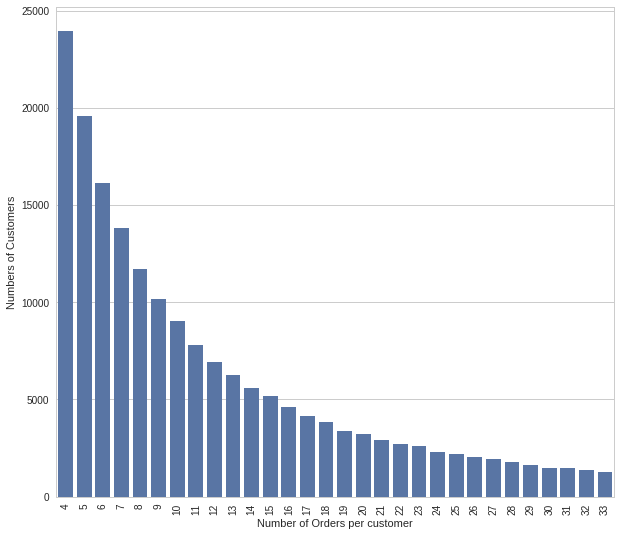 25000
20000
15000
10000
5000
0
Numbers of Customers
4 5 6 7 8 9 10 11 12 13 14 15 16 17 18 19 20 21 22 23 24 25 26 27 28 29 30 31 32 33
Number of Orders per customer